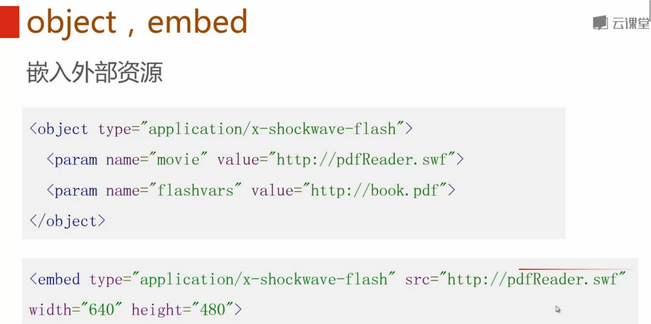 object，embed
云课堂
嵌入外部资源
<object type="application/x-shockwave-flash">
<param name="movie" value="http://pdfReader.swf">
<param name="flashvars" value="http://book.pdf">
</object>
<embed type="application/x-shockwave-flash" src="http://pdfReader.swf"
width="640" height="480">